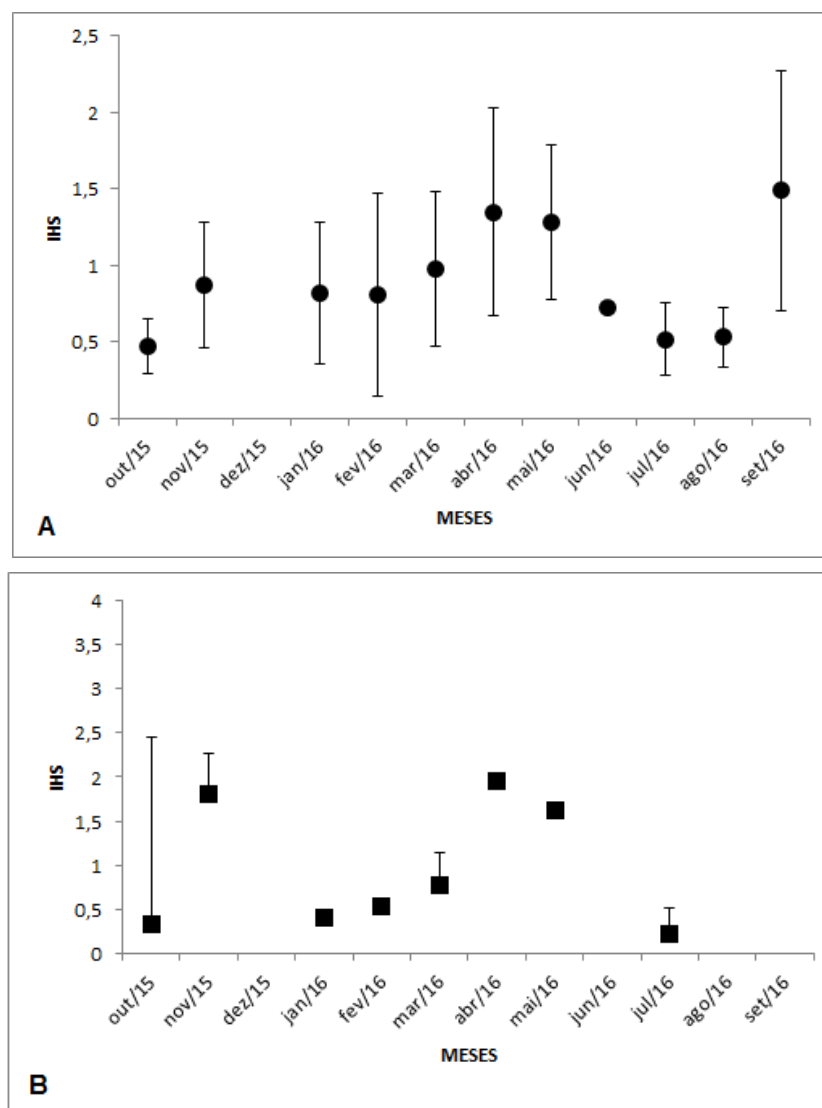 2,5
2
1,5
1
0,5
0
IHS
out/15
nov/15
dez/15
jan/16
fev/16
mar/16
abr/16
mai/16
jun/16
jul/16
ago/16
set/16
MESES
A
4
3,5
3
2,5
2
1,5
1
0,5
0
IHS
out/15
nov/15
dez/15
jan/16
fev/16
mar/16
abr/16
mai/16
jun/16
jul/16
ago/16
set/16
MESES
B